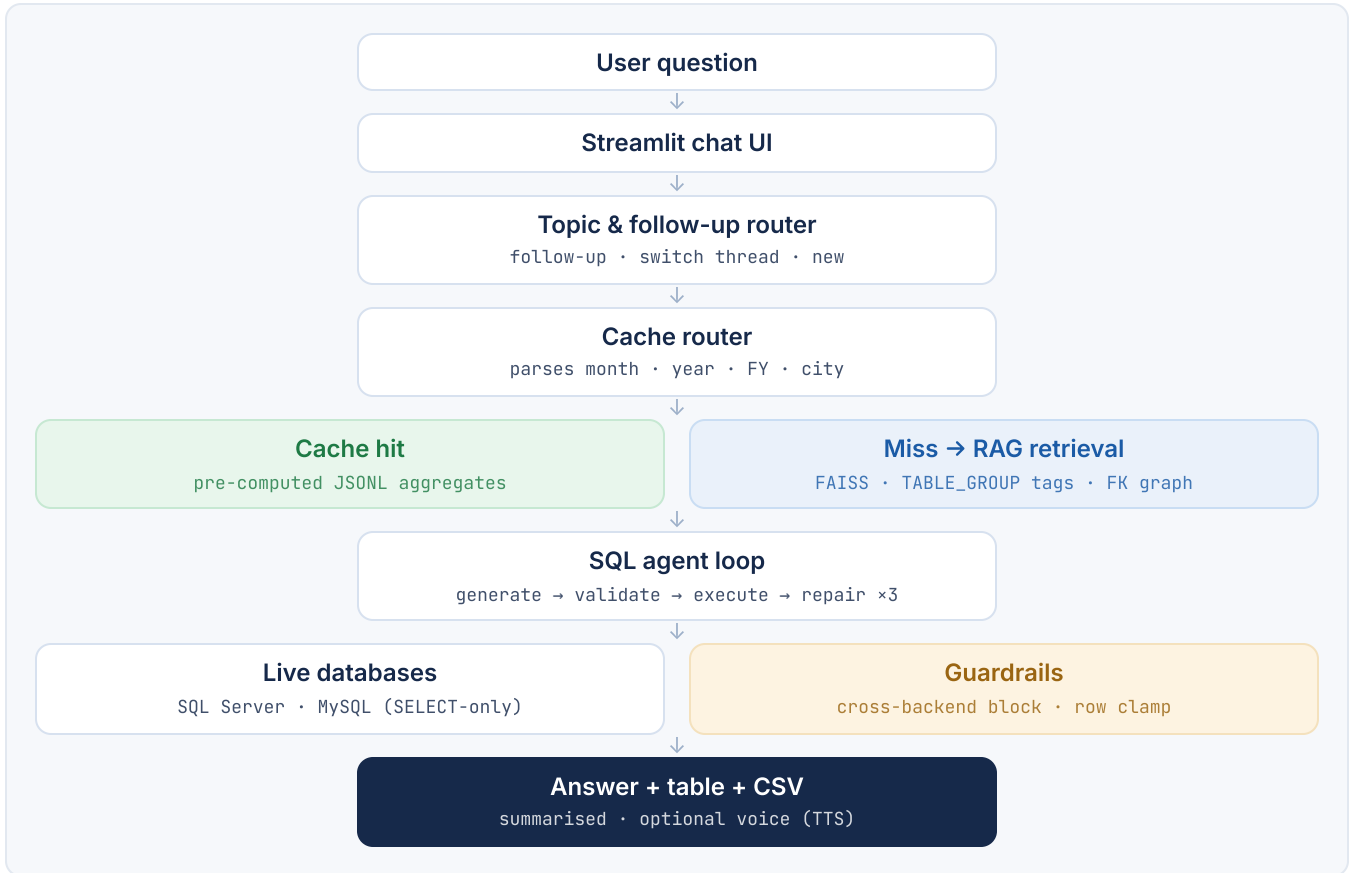 User question
Streamlit chat UI
Topic & follow-up router
follow-up · switch thread · new
Cache router
parses month · year · FY · city
Cache hit
pre-computed JSONL aggregates
Miss → RAG retrieval
FAISS · TABLE_GROUP tags · FK graph
SQL agent loop
generate → validate → execute → repair ×3
Live databases
SQL Server · MySQL (SELECT-only)
Guardrails
cross-backend block · row clamp
Answer + table + CSV
summarised · optional voice (TTS)